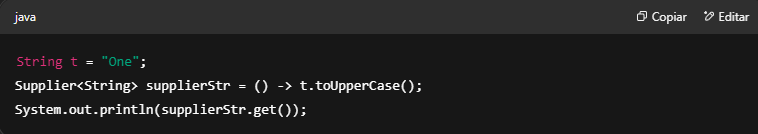 java Copiar Editar
String t = "One";
Supplier<String> supplierStr = () -> t.toUpperCase();
System.out.println(supplierStr.get());